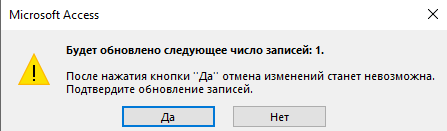 Microsoft Access
Будет обновлено следующее число записей: 1.
После нажатия кнопки "Да" отмена изменений станет невозможна.
Подтвердите обновление записей.
Да
Нет